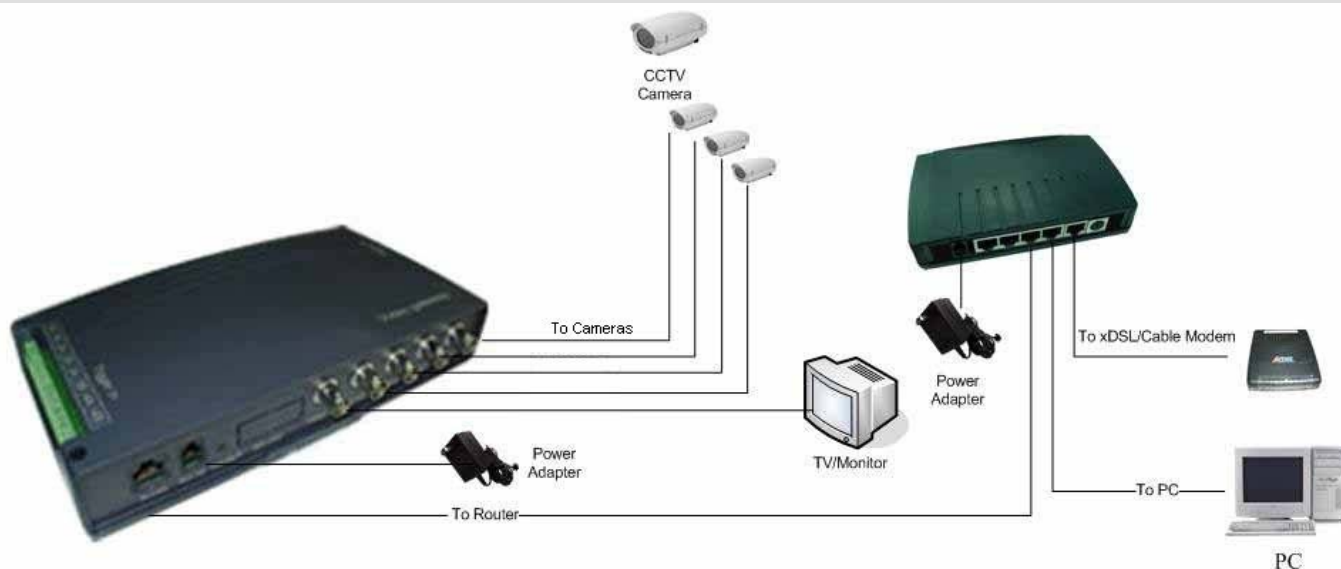 CCTV
Camera
To Cameras
To xDSL/Cable Modem
Power
Adapter
TV/Monitor
Power
Adapter
To Router
To PC
PC